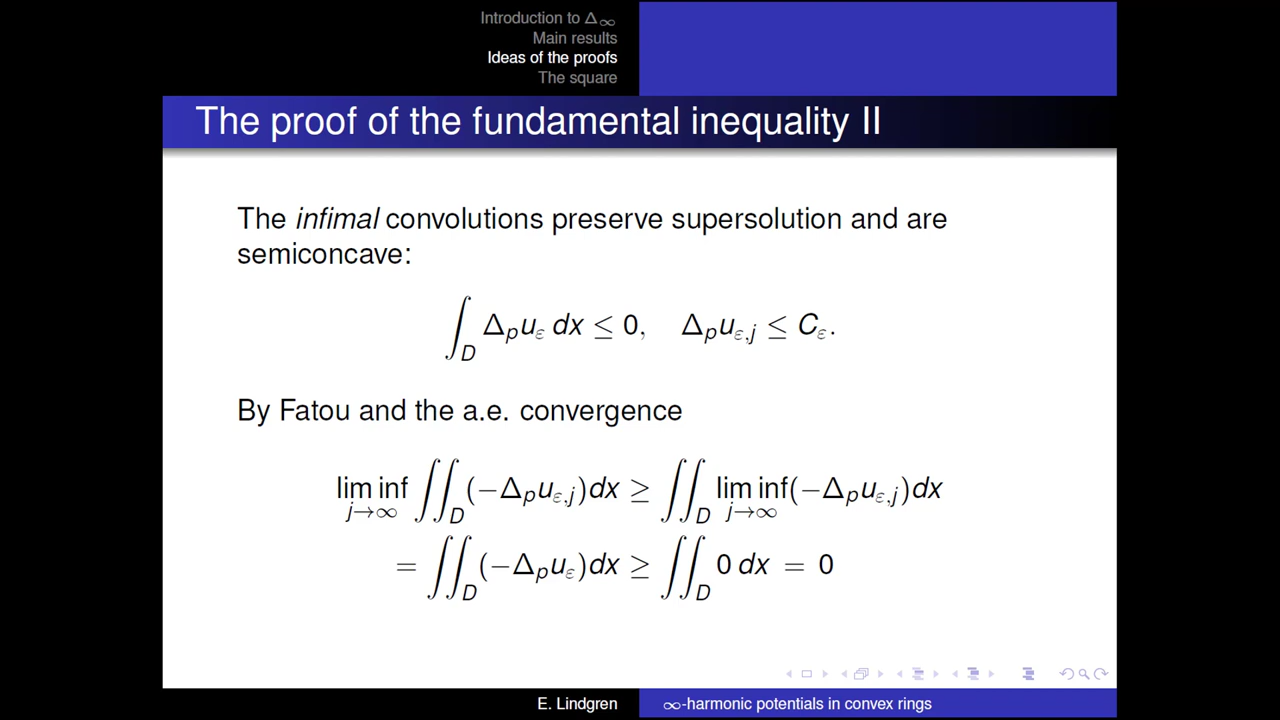 Introduction to Δ∞
Main results
Ideas of the proofs
The square
The proof of the fundamental inequality II
The infimal convolutions preserve supersolution and are
semiconcave:
∫_D Δ_p u_ε dx ≤ 0, Δ_p u_{ε,j} ≤ C_ε.
By Fatou and the a.e. convergence
lim inf_{j→∞} ∬_D (−Δ_p u_{ε,j})dx ≥ ∬_D lim inf_{j→∞}(−Δ_p u_{ε,j})dx
= ∬_D (−Δ_p u_ε)dx ≥ ∬_D 0 dx = 0
E. Lindgren
∞-harmonic potentials in convex rings